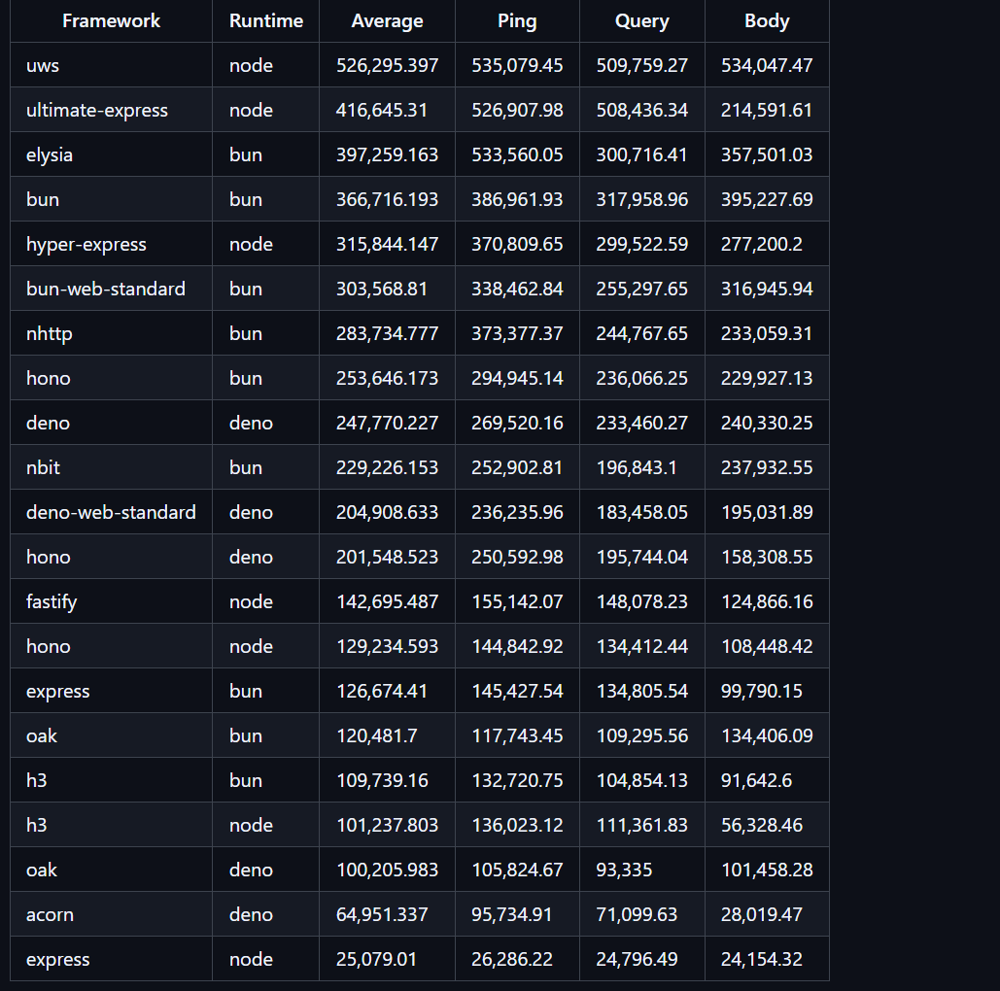 Framework Runtime Average Ping Query Body
uws node 526,295.397 535,079.45 509,759.27 534,047.47
ultimate-express node 416,645.31 526,907.98 508,436.34 214,591.61
elysia bun 397,259.163 533,560.05 300,716.41 357,501.03
bun bun 366,716.193 386,961.93 317,958.96 395,227.69
hyper-express node 315,844.147 370,809.65 299,522.59 277,200.2
bun-web-standard bun 303,568.81 338,462.84 255,297.65 316,945.94
nhttp bun 283,734.777 373,377.37 244,767.65 233,059.31
hono bun 253,646.173 294,945.14 236,066.25 229,927.13
deno deno 247,770.227 269,520.16 233,460.27 240,330.25
nbit bun 229,226.153 252,902.81 196,843.1 237,932.55
deno-web-standard deno 204,908.633 236,235.96 183,458.05 195,031.89
hono deno 201,548.523 250,592.98 195,744.04 158,308.55
fastify node 142,695.487 155,142.07 148,078.23 124,866.16
hono node 129,234.593 144,842.92 134,412.44 108,448.42
express bun 126,674.41 145,427.54 134,805.54 99,790.15
oak bun 120,481.7 117,743.45 109,295.56 134,406.09
h3 bun 109,739.16 132,720.75 104,854.13 91,642.6
h3 node 101,237.803 136,023.12 111,361.83 56,328.46
oak deno 100,205.983 105,824.67 93,335 101,458.28
acorn deno 64,951.337 95,734.91 71,099.63 28,019.47
express node 25,079.01 26,286.22 24,796.49 24,154.32